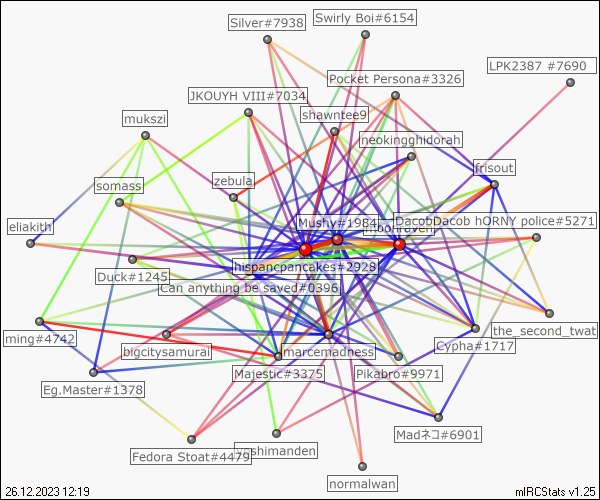 Silver#7938
Swirly Boi#6154
LPK2387 #7690
Pocket Persona#3326
JKOUYH VIII#7034
shawntee9
mukszi
neokingghidorah
frisout
zebula
somass
Mushy#1984
DacobDacob hORNY police#5271
eliakith
hispancpancakes#2928
Duck#1245
Can anything be saved#0396
the_second_twat
ming#4742
bigcitysamurai
marcemadness
Cypha#1717
Majestic#3375
Pikabro#9971
Eg.Master#1378
Madネコ#6901
Fedora Stoat#4479
shimanden
normalwan
26.12.2023 12:19
mIRCStats v1.25